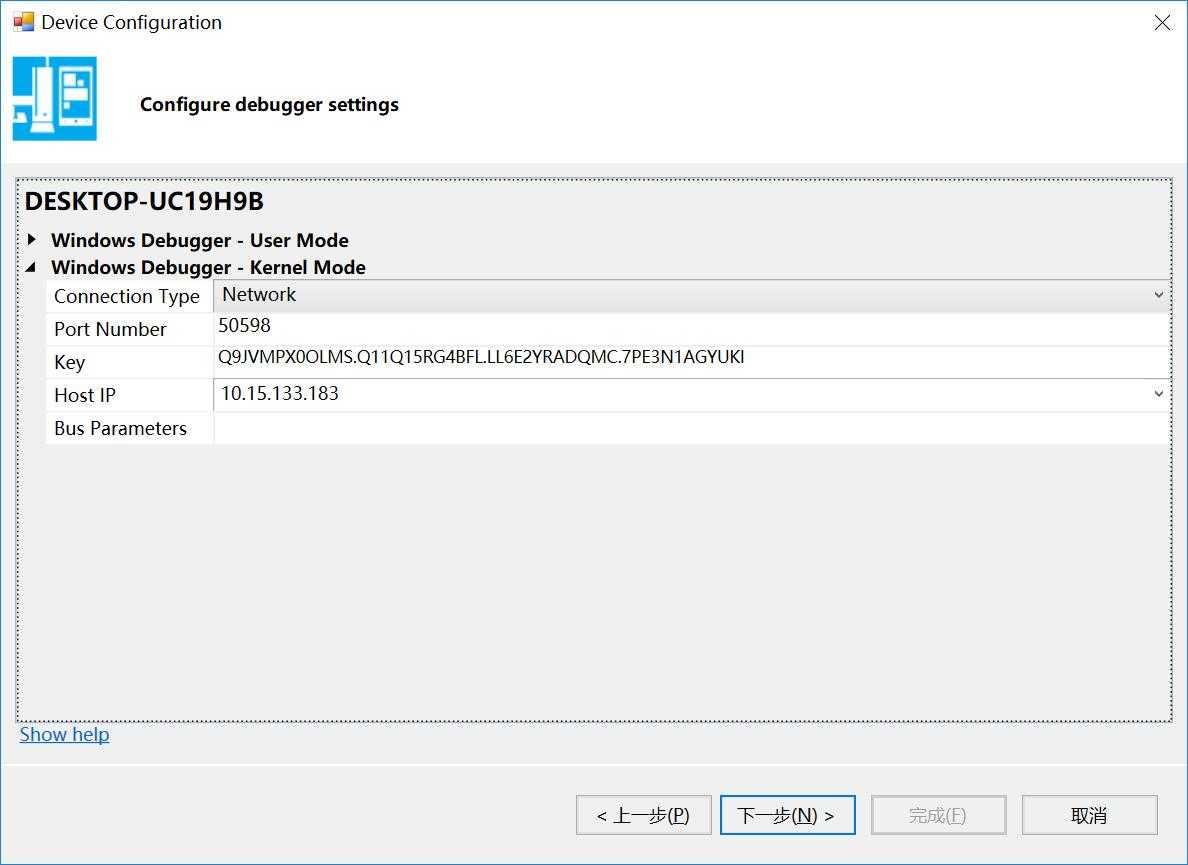 Device Configuration
Configure debugger settings
DESKTOP-UC19H9B
Windows Debugger - User Mode
Windows Debugger - Kernel Mode
Connection Type Network
Port Number 50598
Key Q9JVMPX0OLMS.Q11Q15RG4BFL.LL6E2YRADQMC.7PE3N1AGYUKI
Host IP 10.15.133.183
Bus Parameters
Show help
< 上一步(P) 下一步(N) > 完成(F) 取消